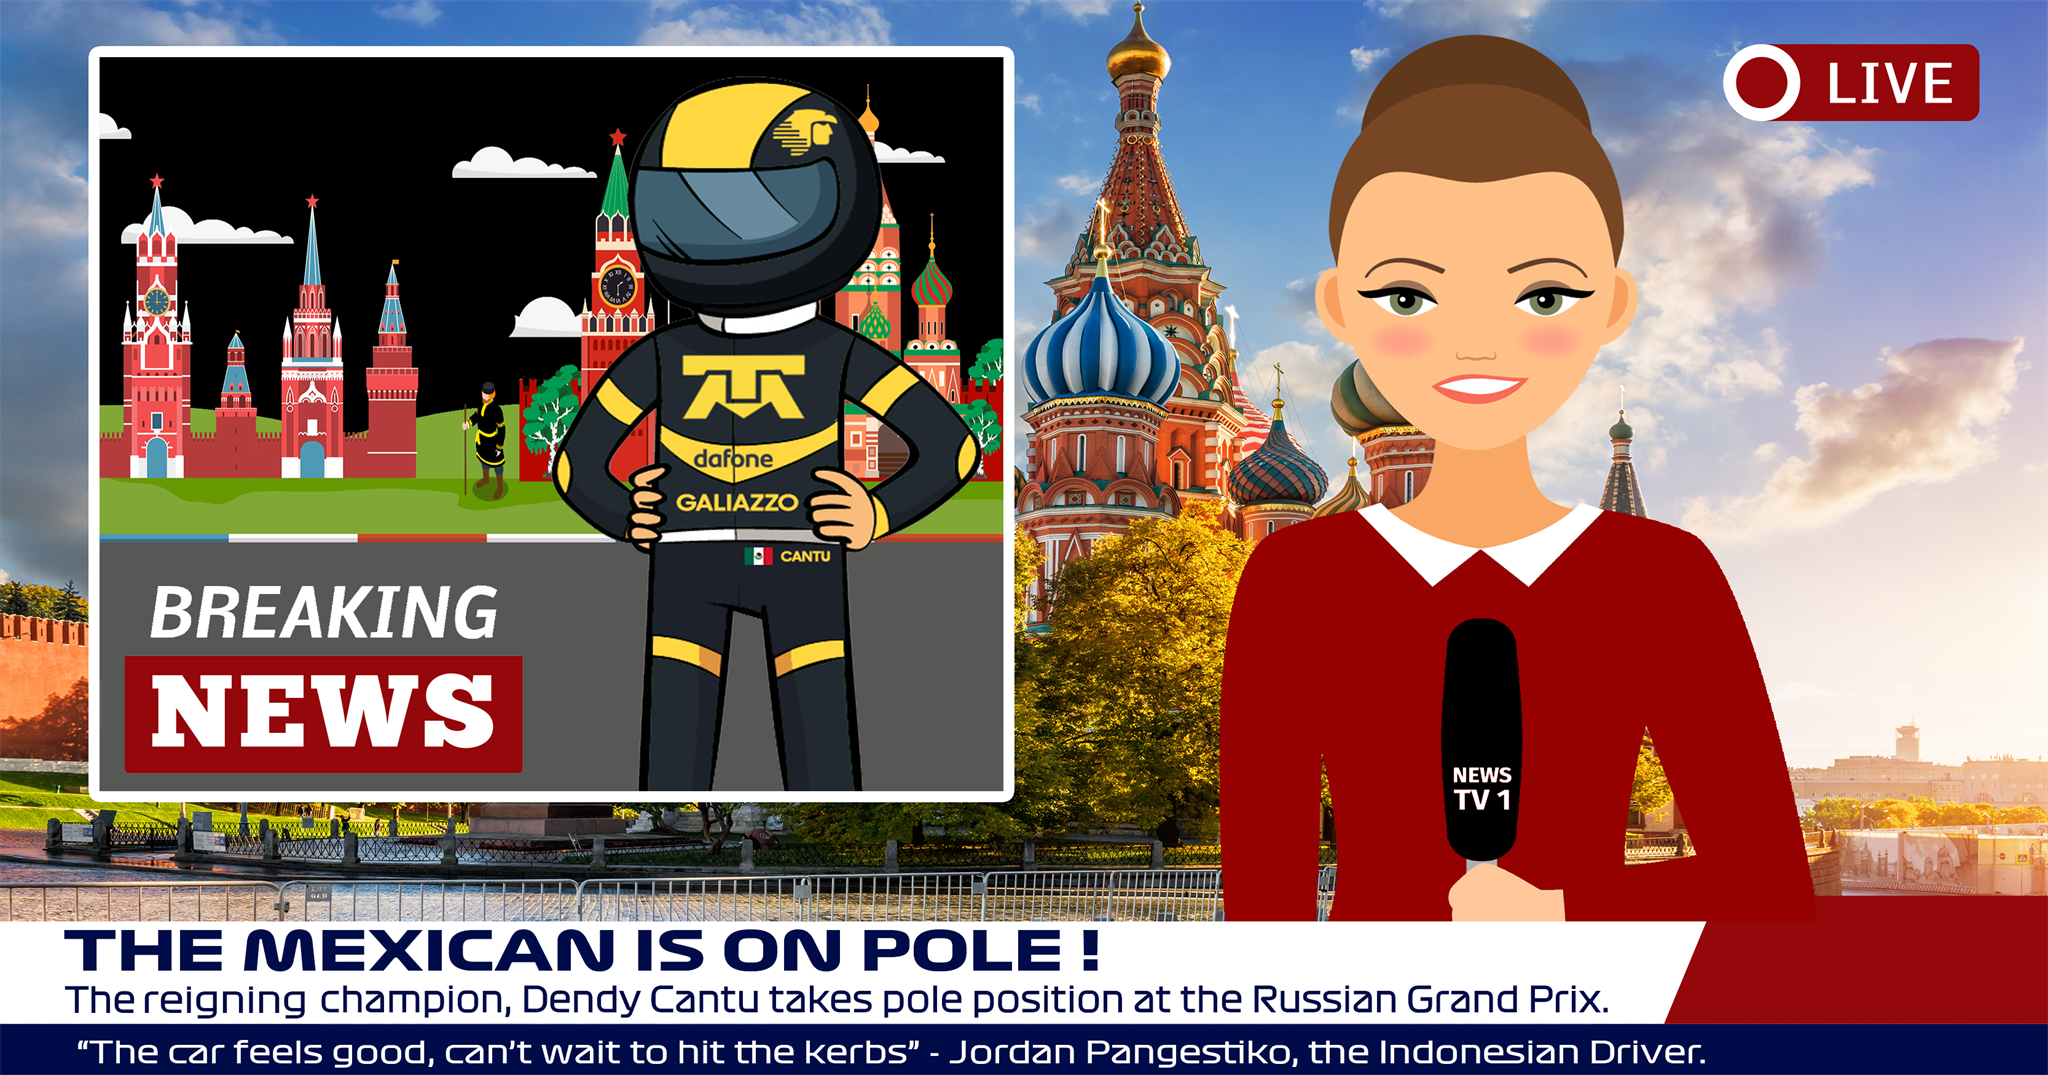 LIVE
dafone
GALIAZZO
CANTU
BREAKING
NEWS
NEWS
TV 1
THE MEXICAN IS ON POLE !
The reigning champion, Dendy Cantu takes pole position at the Russian Grand Prix.
“The car feels good, can’t wait to hit the kerbs” - Jordan Pangestiko, the Indonesian Driver.